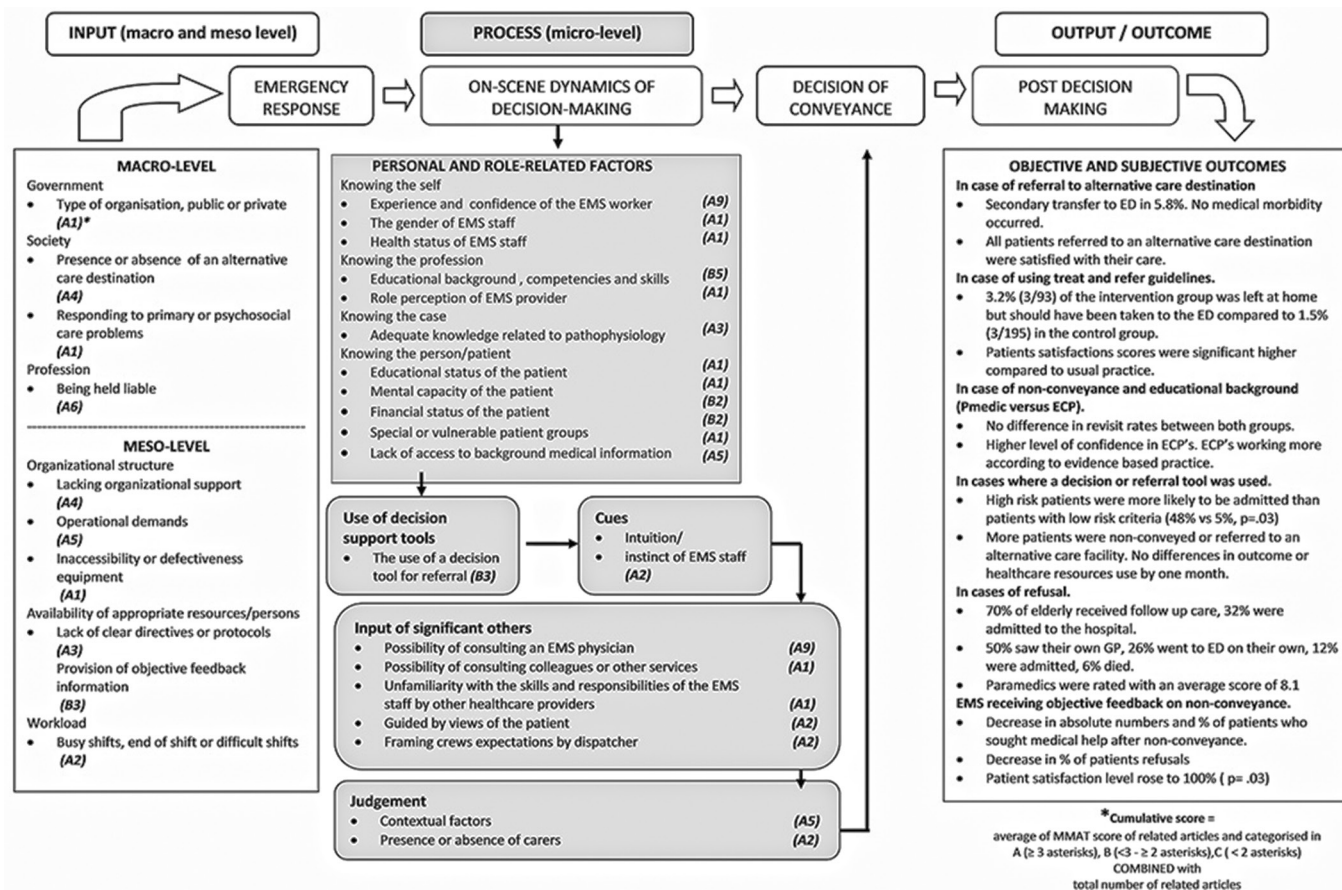 INPUT (macro and meso level)
PROCESS (micro-level)
OUTPUT / OUTCOME
EMERGENCY
RESPONSE
ON-SCENE DYNAMICS OF
DECISION-MAKING
DECISION OF
CONVEYANCE
POST DECISION
MAKING
MACRO-LEVEL
Government
• Type of organisation, public or private
(A1)*
Society
• Presence or absence of an alternative
care destination
(A4)
• Responding to primary or psychosocial
care problems
(A1)
Profession
• Being held liable
(A6)
MESO-LEVEL
Organizational structure
• Lacking organizational support
(A4)
• Operational demands
(A5)
• Inaccessibility or defectiveness
equipment
(A1)
Availability of appropriate resources/persons
• Lack of clear directives or protocols
(A3)
Provision of objective feedback
information
(B3)
Workload
• Busy shifts, end of shift or difficult shifts
(A2)
PERSONAL AND ROLE-RELATED FACTORS
Knowing the self
• Experience and confidence of the EMS worker (A9)
• The gender of EMS staff (A1)
• Health status of EMS staff (A1)
Knowing the profession
• Educational background , competencies and skills (B5)
• Role perception of EMS provider (A1)
Knowing the case
• Adequate knowledge related to pathophysiology (A3)
Knowing the person/patient
(A1)
• Educational status of the patient
(A1)
• Mental capacity of the patient
(B2)
• Financial status of the patient
(B2)
• Special or vulnerable patient groups
(A1)
• Lack of access to background medical information (A5)
Use of decision
support tools
• The use of a decision
tool for referral (B3)
Cues
• Intuition/
• instinct of EMS staff
(A2)
Input of significant others
• Possibility of consulting an EMS physician (A9)
• Possibility of consulting colleagues or other services (A1)
• Unfamiliarity with the skills and responsibilities of the EMS
staff by other healthcare providers (A1)
• Guided by views of the patient (A2)
• Framing crews expectations by dispatcher (A2)
Judgement
• Contextual factors (A5)
• Presence or absence of carers (A2)
OBJECTIVE AND SUBJECTIVE OUTCOMES
In case of referral to alternative care destination
• Secondary transfer to ED in 5.8%. No medical morbidity
occurred.
• All patients referred to an alternative care destination
were satisfied with their care.
In case of using treat and refer guidelines.
• 3.2% (3/93) of the intervention group was left at home
but should have been taken to the ED compared to 1.5%
(3/195) in the control group.
• Patients satisfactions scores were significant higher
compared to usual practice.
In case of non-conveyance and educational background
(Pmedic versus ECP).
• No difference in revisit rates between both groups.
• Higher level of confidence in ECP's. ECP's working more
according to evidence based practice.
In cases where a decision or referral tool was used.
• High risk patients were more likely to be admitted than
patients with low risk criteria (48% vs 5%, p=.03)
• More patients were non-conveyed or referred to an
alternative care facility. No differences in outcome or
healthcare resources use by one month.
In cases of refusal.
• 70% of elderly received follow up care, 32% were
admitted to the hospital.
• 50% saw their own GP, 26% went to ED on their own, 12%
were admitted, 6% died.
• Paramedics were rated with an average score of 8.1
EMS receiving objective feedback on non-conveyance.
• Decrease in absolute numbers and % of patients who
sought medical help after non-conveyance.
• Decrease in % of patients refusals
• Patient satisfaction level rose to 100% ( p= .03)
*Cumulative score =
average of MMAT score of related articles and categorised in
A (≥ 3 asterisks), B (<3 - ≥ 2 asterisks),C ( < 2 asterisks)
COMBINED with
total number of related articles